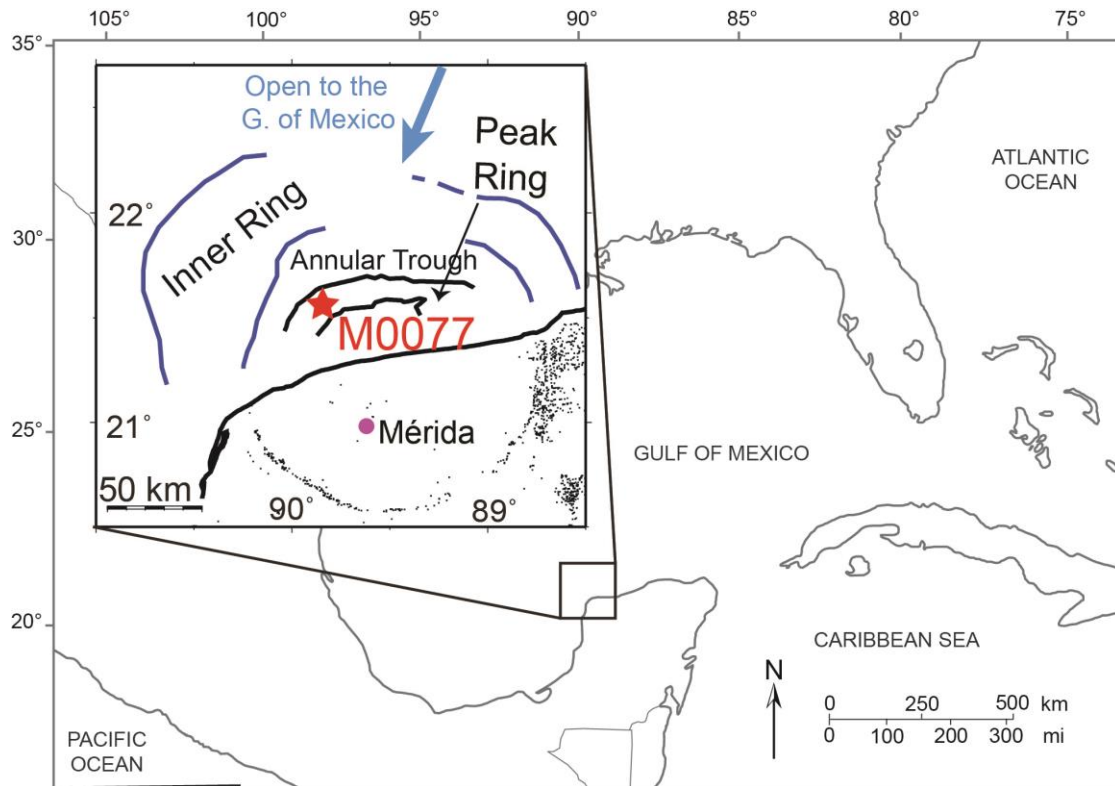 105°
100°
95°
90°
85°
80°
75°
35°
30°
25°
20°
Open to the
G. of Mexico
Peak
Ring
Inner Ring
Annular Trough
M0077
Mérida
22°
21°
50 km
90°
89°
ATLANTIC
OCEAN
GULF OF MEXICO
CARIBBEAN SEA
PACIFIC
OCEAN
N
0 250 500 km
0 100 200 300 mi